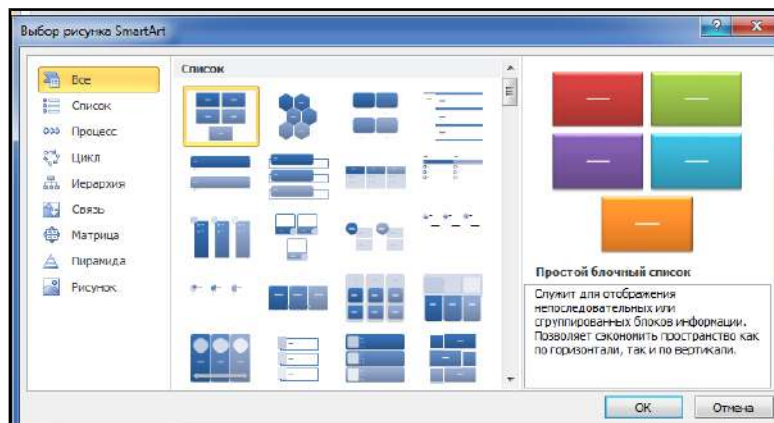 Выбор рисунка SmartArt
Все
Список
Процесс
Цикл
Иерархия
Связь
Матрица
Пирамида
Рисунок
Список
Простой блочный список
Служит для отображения
непоследовательных или
сгруппированных блоков информации.
Позволяет сэкономить пространство как
по горизонтали, так и по вертикали.
ОК
Отмена